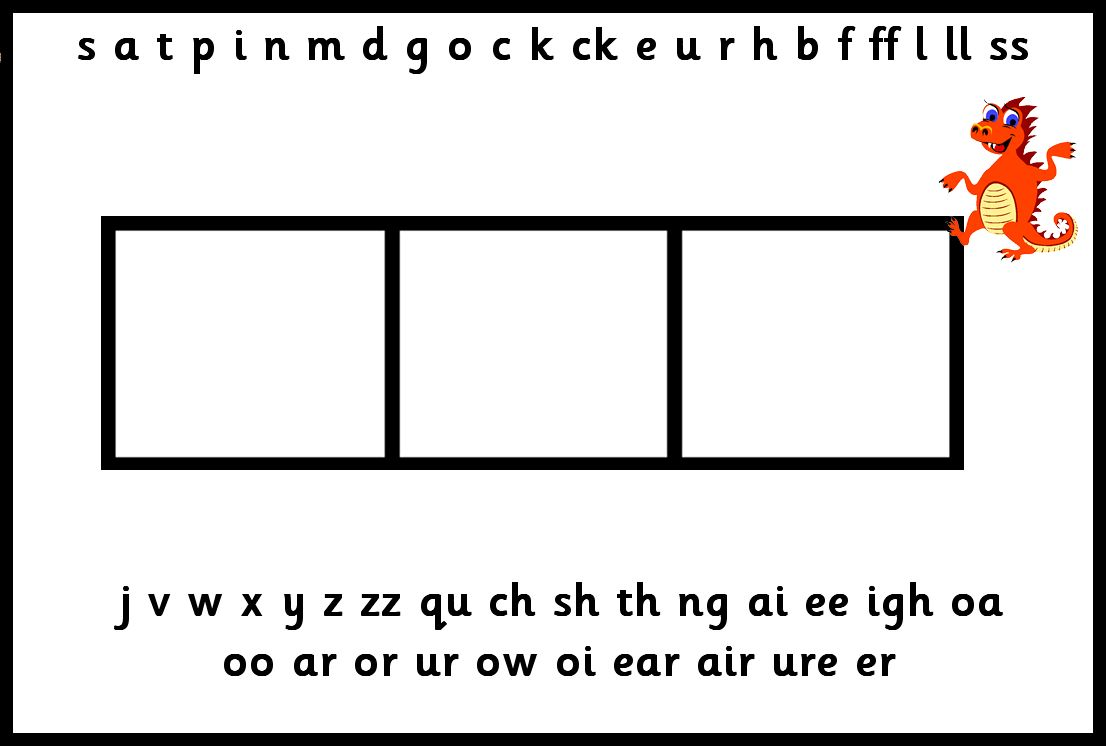 s a t p i n m d g o c k ck e u r h b f ff l ll ss
j v w x y z zz qu ch sh th ng ai ee igh oa
oo ar or ur ow oi ear air ure er